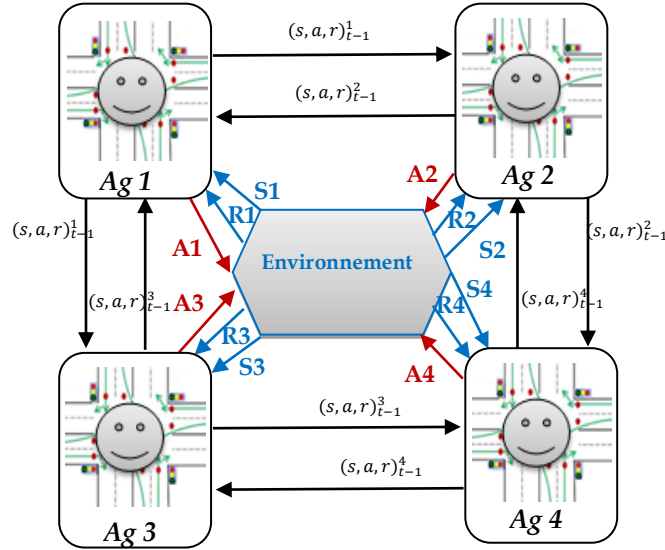 (s, a, r)¹ₜ₋₁
(s, a, r)²ₜ₋₁
Ag 1
Ag 2
S1
R1
A1
A2
R2
S2
Environnement
(s, a, r)¹ₜ₋₁
(s, a, r)³ₜ₋₁
(s, a, r)²ₜ₋₁
(s, a, r)⁴ₜ₋₁
A3
R3
S3
S4
R4
A4
(s, a, r)³ₜ₋₁
(s, a, r)⁴ₜ₋₁
Ag 3
Ag 4